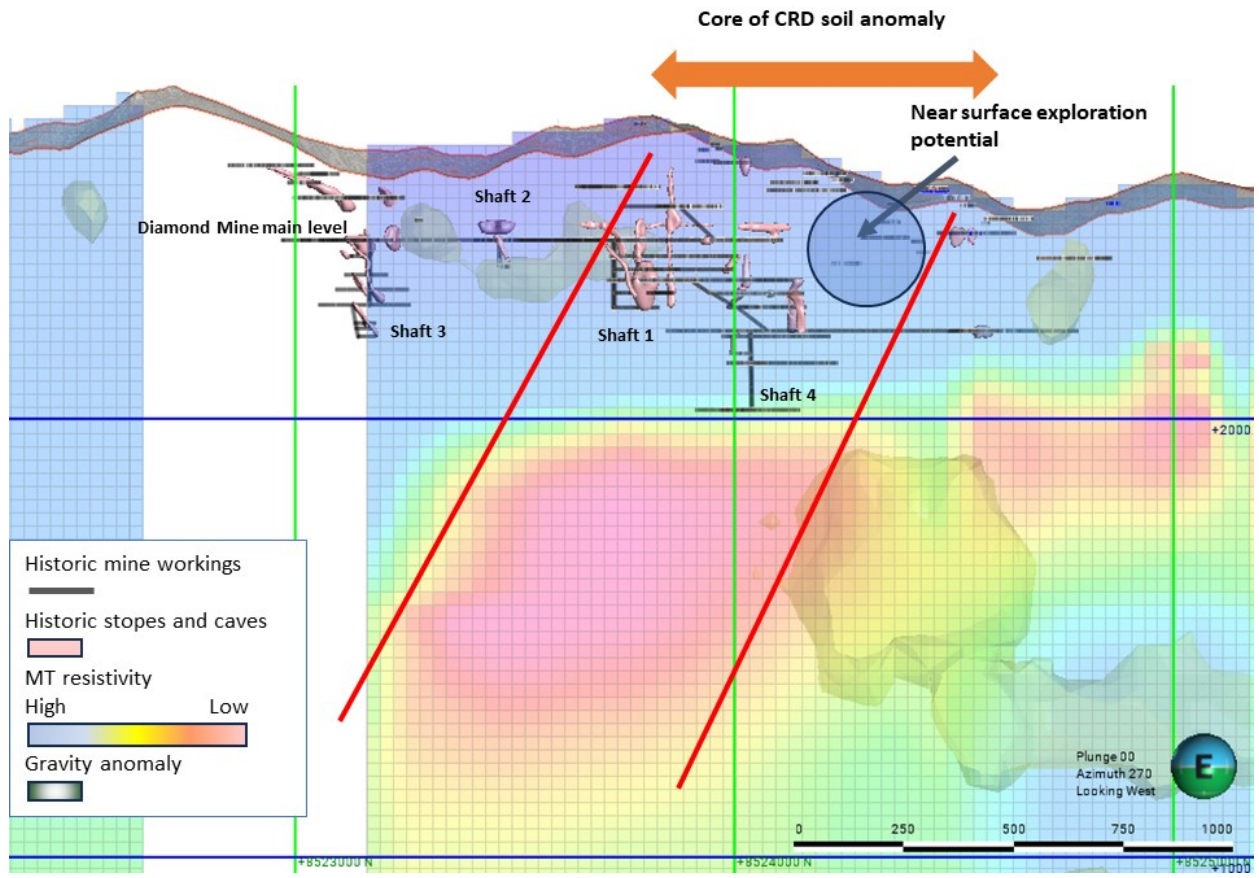 Core of CRD soil anomaly
Near surface exploration
potential
Shaft 2
Diamond Mine main level
Shaft 3
Shaft 1
Shaft 4
+2000
Historic mine workings
Historic stopes and caves
MT resistivity
High Low
Gravity anomaly
Plunge 00
Azimuth 270
Looking West
E
0 250 500 750 1000
+8523000 N
+8524000 N
+8525000 N
+1000